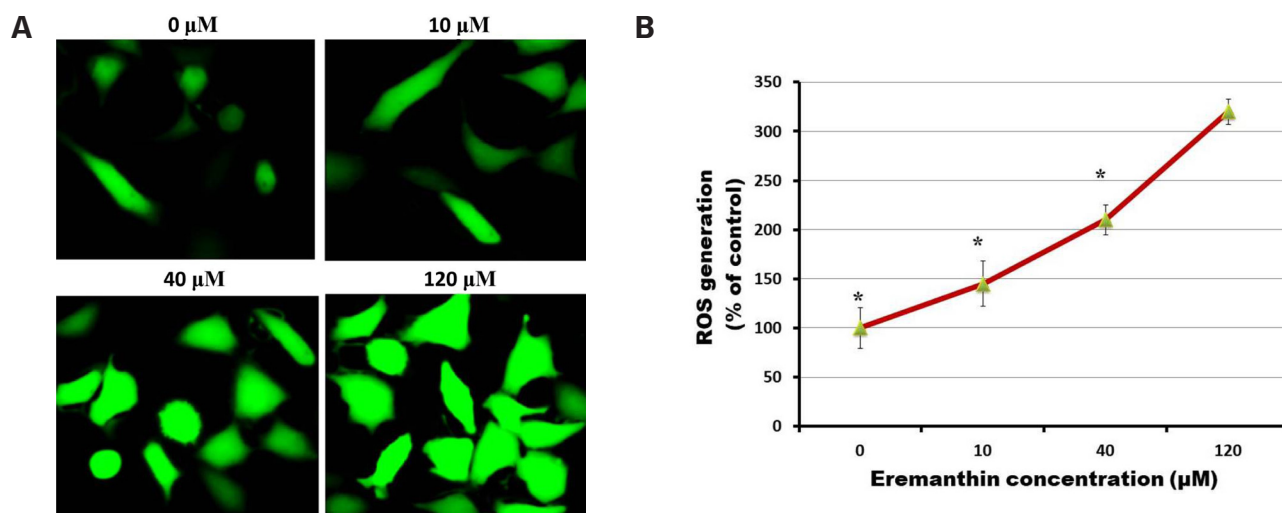 A
0 µM
10 µM
40 µM
120 µM
B
ROS generation
(% of control)
350
300
250
200
150
100
50
0
*
*
*
0
10
40
120
Eremanthin concentration (µM)